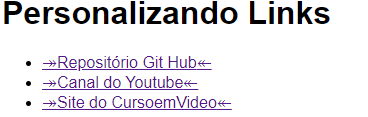 Personalizando Links
• ↠Repositório Git Hub↞
• ↠Canal do Youtube↞
• ↠Site do CursoemVideo↞